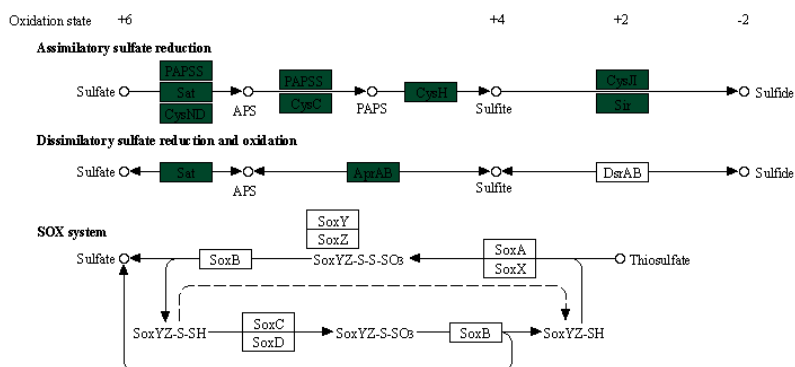 Oxidation state +6 +4 +2 -2
Assimilatory sulfate reduction
PAPSS PAPSS CysJI
Sulfate Sat APS CysC PAPS CysH Sulfite Sir Sulfide
CysND
Dissimilatory sulfate reduction and oxidation
Sulfate Sat APS AprAB Sulfite DsrAB Sulfide
SOX system
SoxY
SoxZ
Sulfate SoxB SoxYZ-S-S-SO3 SoxA Thiosulfate
SoxX
SoxYZ-S-SH SoxC SoxYZ-S-SO3 SoxB SoxYZ-SH
SoxD